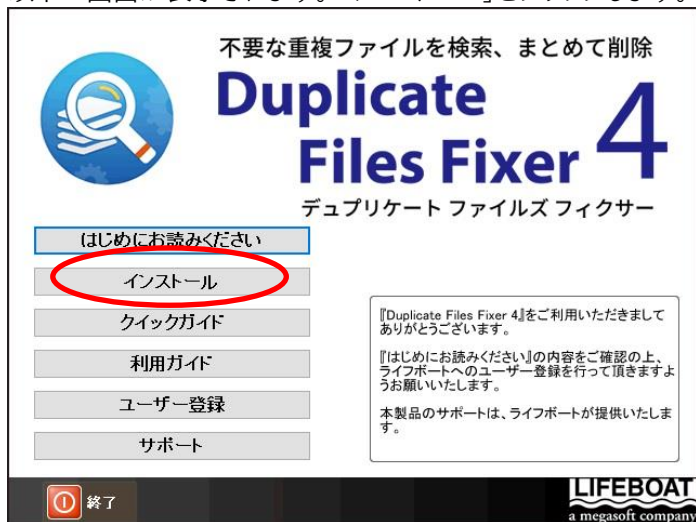 不要な重複ファイルを検索、まとめて削除
Duplicate
Files Fixer 4
デュプリケート ファイルズ フィクサー
はじめにお読みください
インストール
クイックガイド
利用ガイド
ユーザー登録
サポート
『Duplicate Files Fixer 4』をご利用いただきまして
ありがとうございます。
『はじめにお読みください』の内容をご確認の上、
ライフボートへのユーザー登録を行って頂きますよ
うお願いいたします。
本製品のサポートは、ライフボートが提供いたしま
す。
終了
LIFEBOAT
a megasoft company